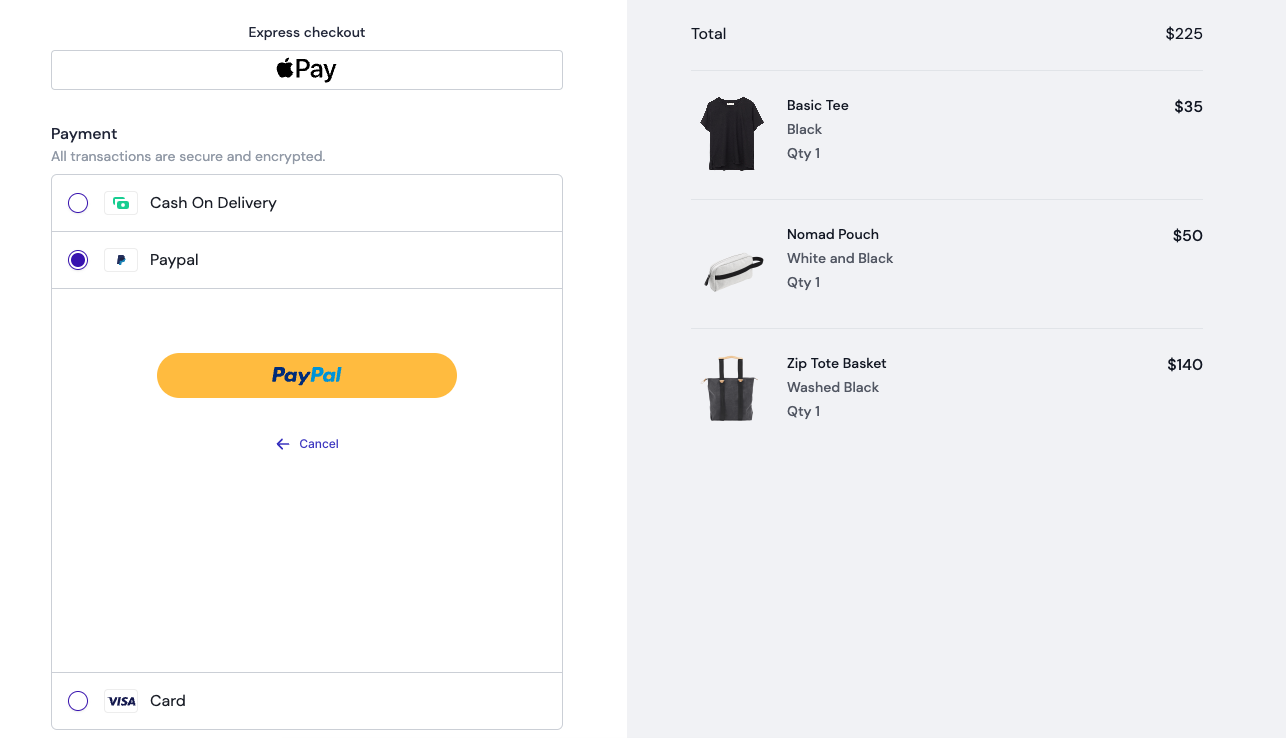 Express checkout
Pay
Payment
All transactions are secure and encrypted.
Cash On Delivery
Paypal
PayPal
Cancel
VISA Card
Total $225
Basic Tee $35
Black
Qty 1
Nomad Pouch $50
White and Black
Qty 1
Zip Tote Basket $140
Washed Black
Qty 1